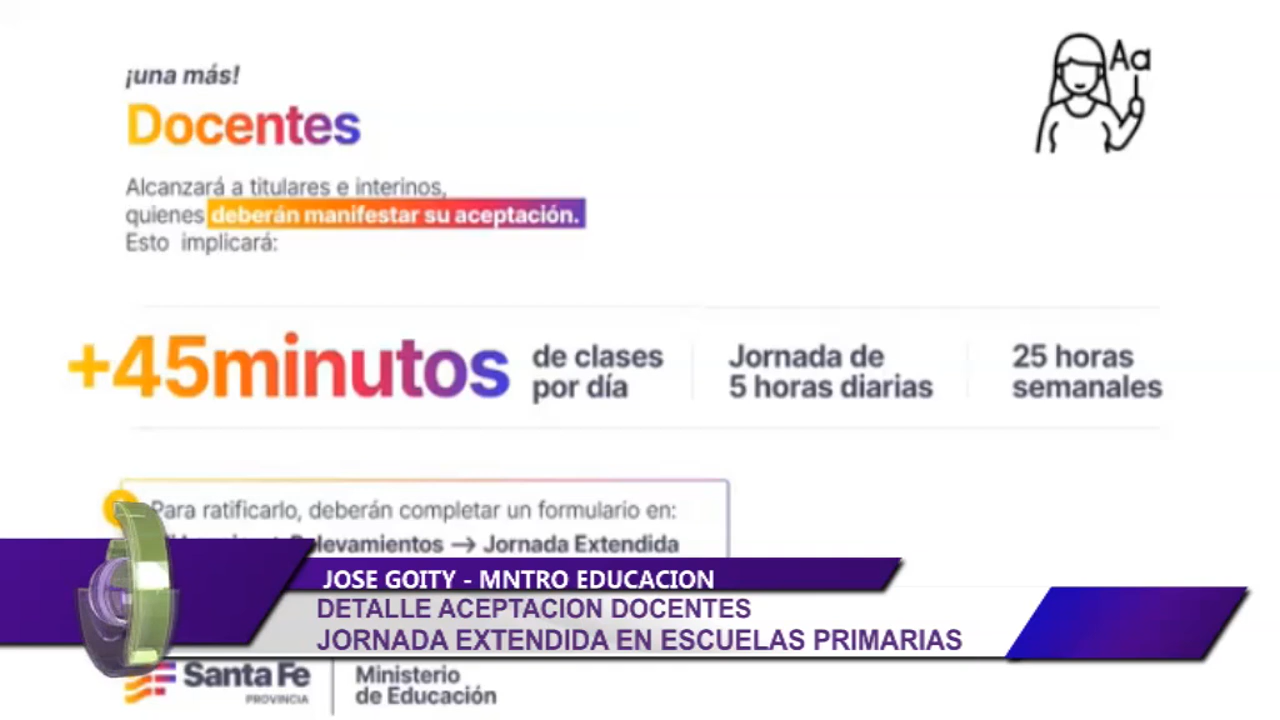 ¡una más!
Aa
Docentes
Alcanzará a titulares e interinos,
quienes deberán manifestar su aceptación.
Esto implicará:
+45minutos
de clases
por día
Jornada de
5 horas diarias
25 horas
semanales
Para ratificarlo, deberán completar un formulario en:
Relevamientos → Jornada Extendida
JOSE GOITY - MNTRO EDUCACION
DETALLE ACEPTACION DOCENTES
JORNADA EXTENDIDA EN ESCUELAS PRIMARIAS
Santa Fe
PROVINCIA
Ministerio
de Educación